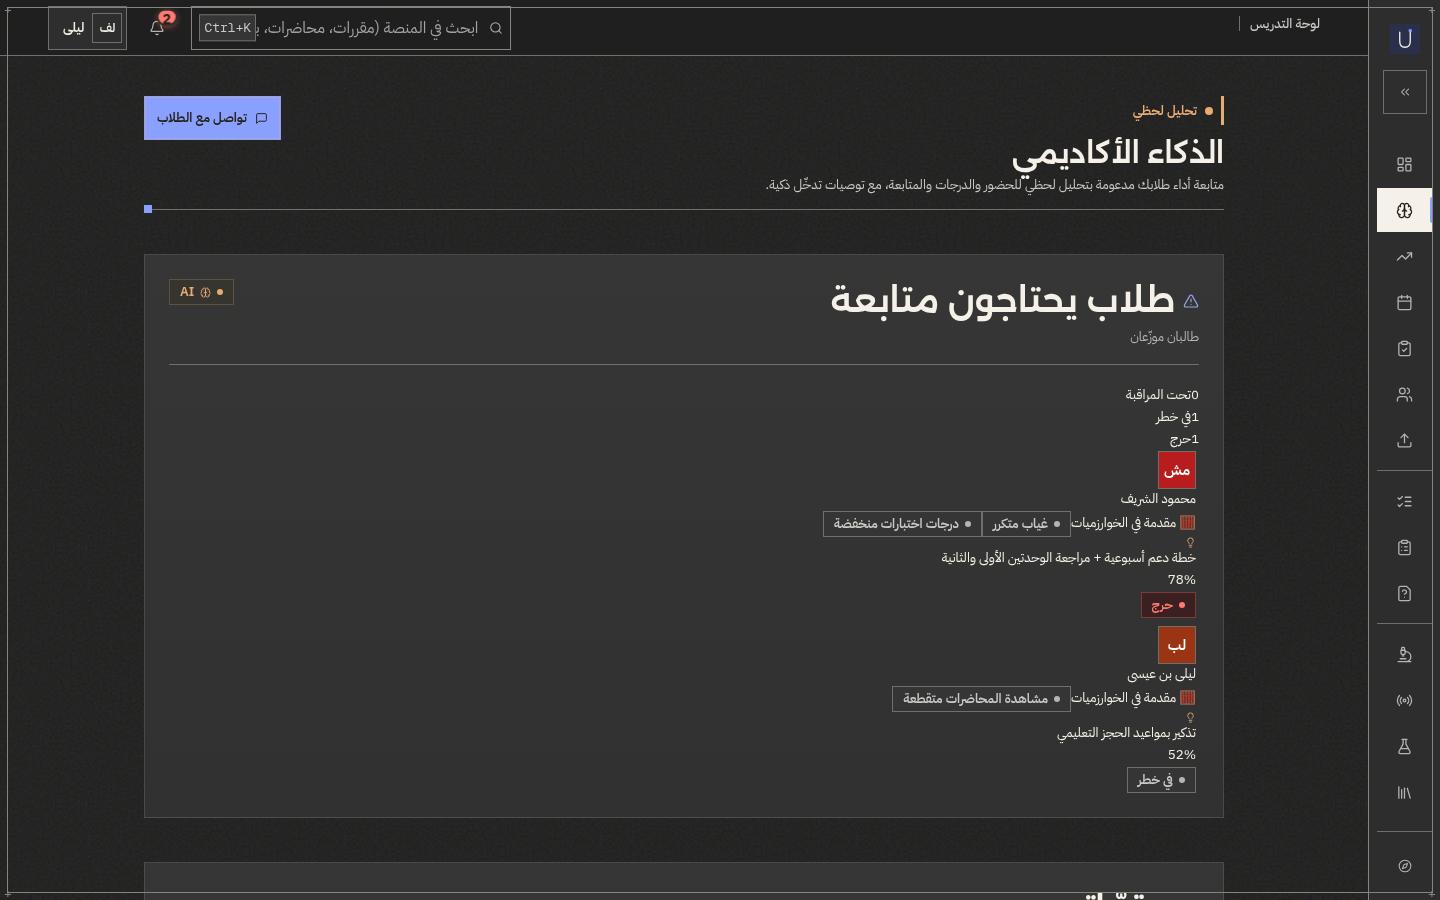 لوحة التدريس
ابحث في المنصة (مقررات، محاضرات، ب
Ctrl+K
2
لف
ليلى
تحليل لحظي
الذكاء الأكاديمي
متابعة أداء طلابك مدعومة بتحليل لحظي للحضور والدرجات والمتابعة، مع توصيات تدخّل ذكية.
تواصل مع الطلاب
طلاب يحتاجون متابعة
AI
طالبان موزّعان
0تحت المراقبة
1في خطر
1حرج
مش
محمود الشريف
مقدمة في الخوارزميات غياب متكرر درجات اختبارات منخفضة
خطة دعم أسبوعية + مراجعة الوحدتين الأولى والثانية
78%
حرج
لب
ليلى بن عيسى
مقدمة في الخوارزميات مشاهدة المحاضرات متقطعة
تذكير بمواعيد الحجز التعليمي
52%
في خطر